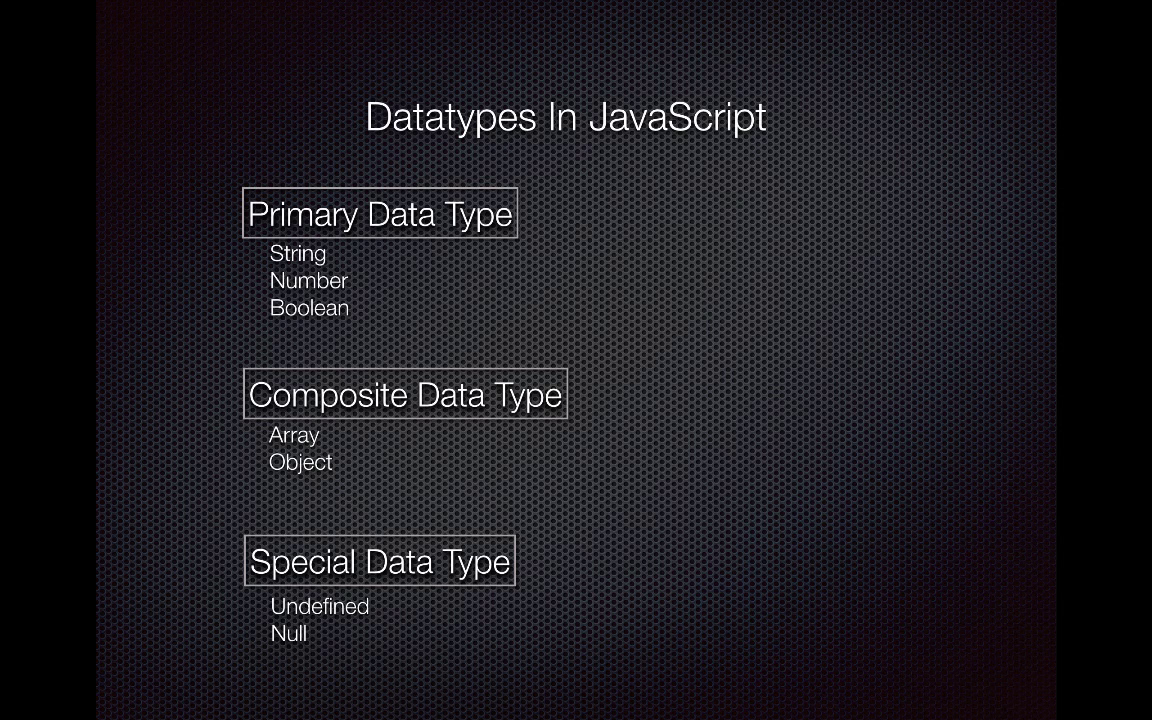 Datatypes In JavaScript
Primary Data Type
String
Number
Boolean
Composite Data Type
Array
Object
Special Data Type
Undefined
Null